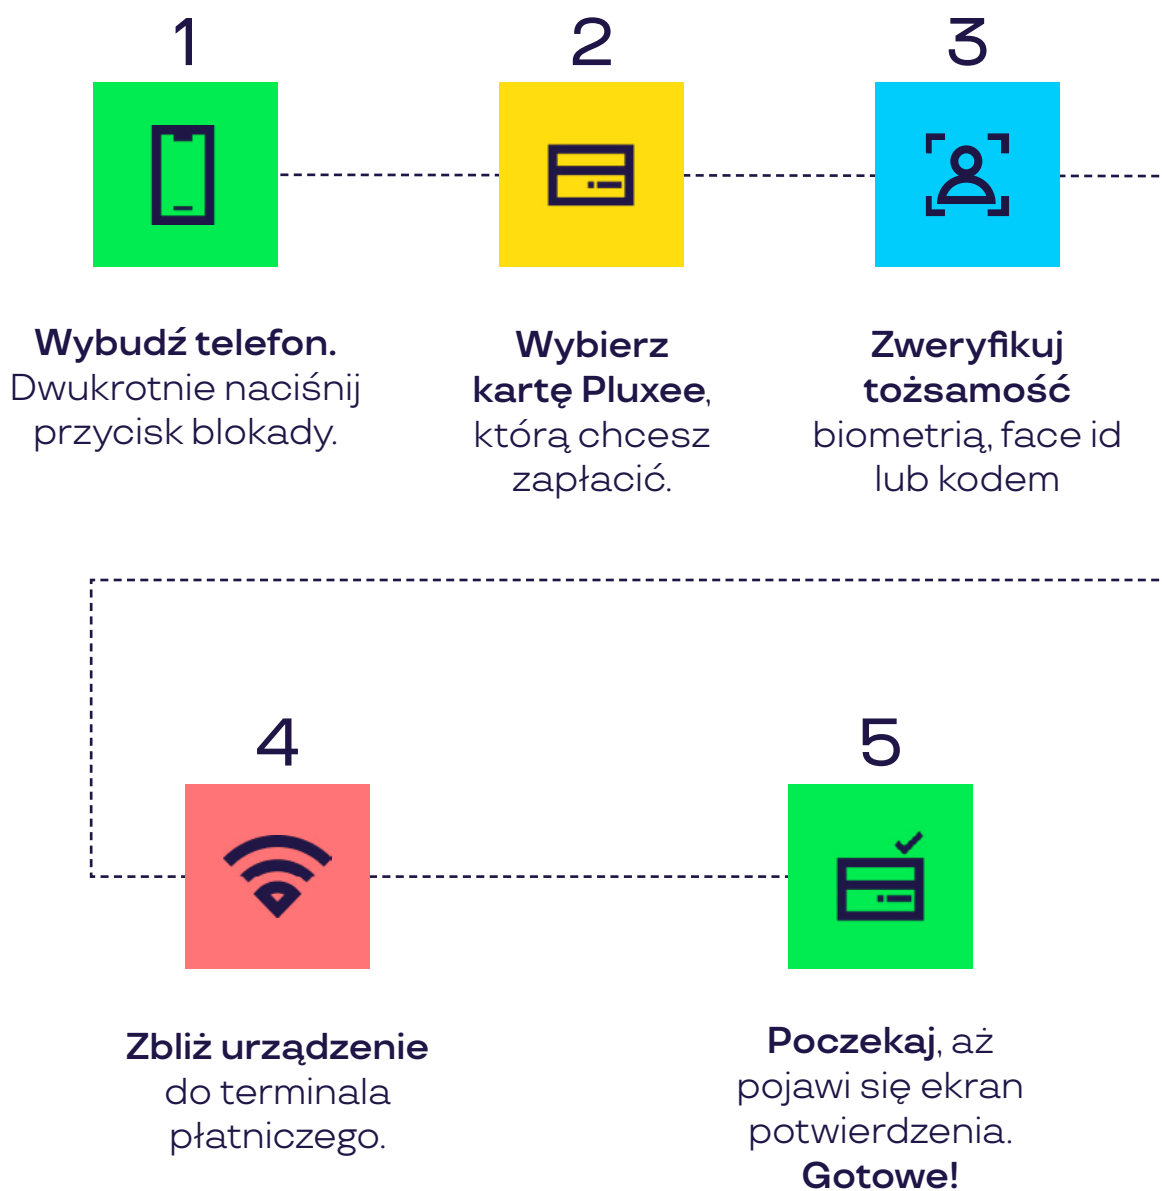 1
Wybudź telefon.
Dwukrotnie naciśnij
przycisk blokady.
2
Wybierz
kartę Pluxee,
którą chcesz
zapłacić.
3
Zweryfikuj
tożsamość
biometrią, face id
lub kodem
4
Zbliż urządzenie
do terminala
płatniczego.
5
Poczekaj, aż
pojawi się ekran
potwierdzenia.
Gotowe!